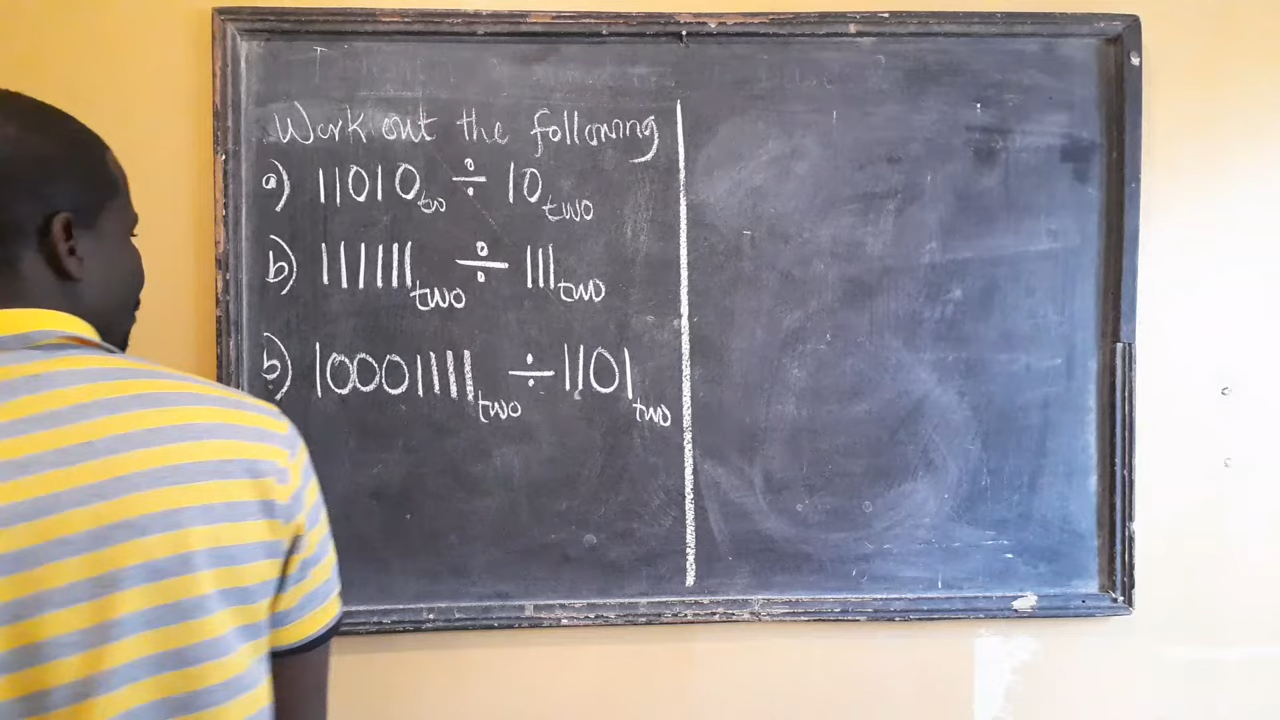 Work out the following
a) 11010two ÷ 10two
b) 111111two ÷ 111two
b) 10001111two ÷ 1101two